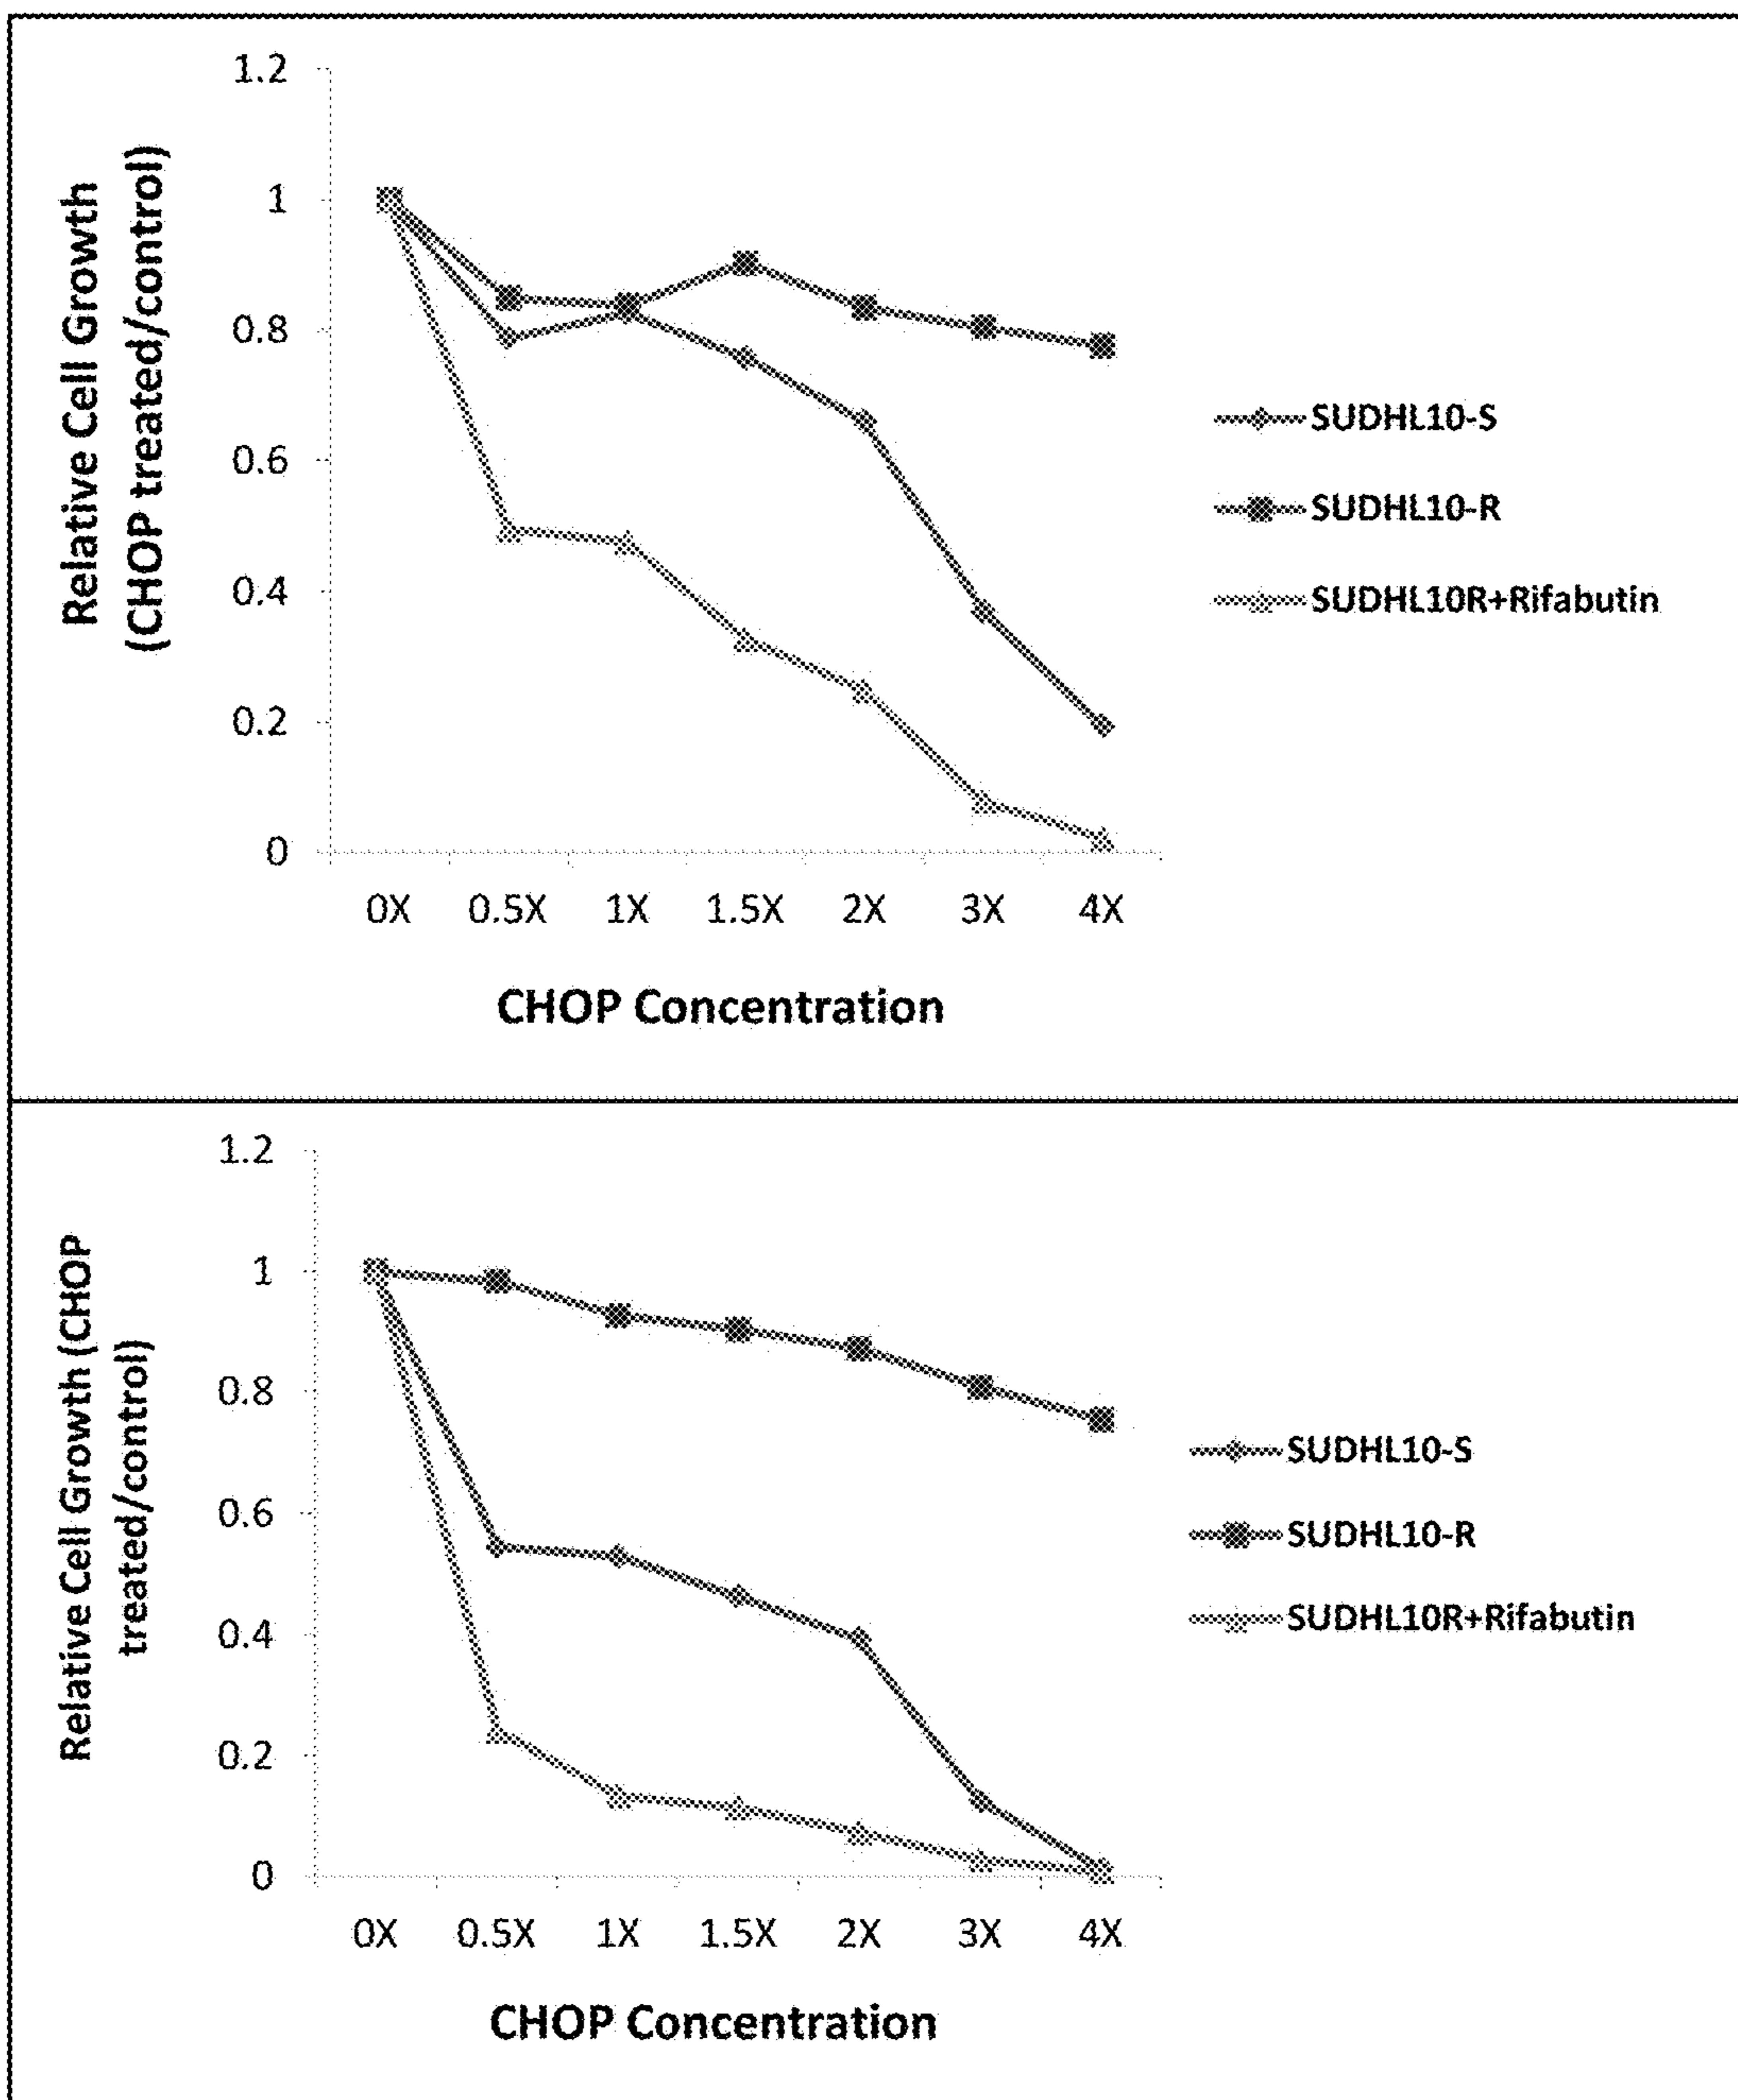 1.2
1
0.8
0.6
0.4
0.2
0
Relative Cell Growth
(CHOP treated/control)
0X 0.5X 1X 1.5X 2X 3X 4X
CHOP Concentration
SUDHL10-S
SUDHL10-R
SUDHL10R+Rifabutin
1.2
1
0.8
0.6
0.4
0.2
0
Relative Cell Growth (CHOP
treated/control)
0X 0.5X 1X 1.5X 2X 3X 4X
CHOP Concentration
SUDHL10-S
SUDHL10-R
SUDHL10R+Rifabutin